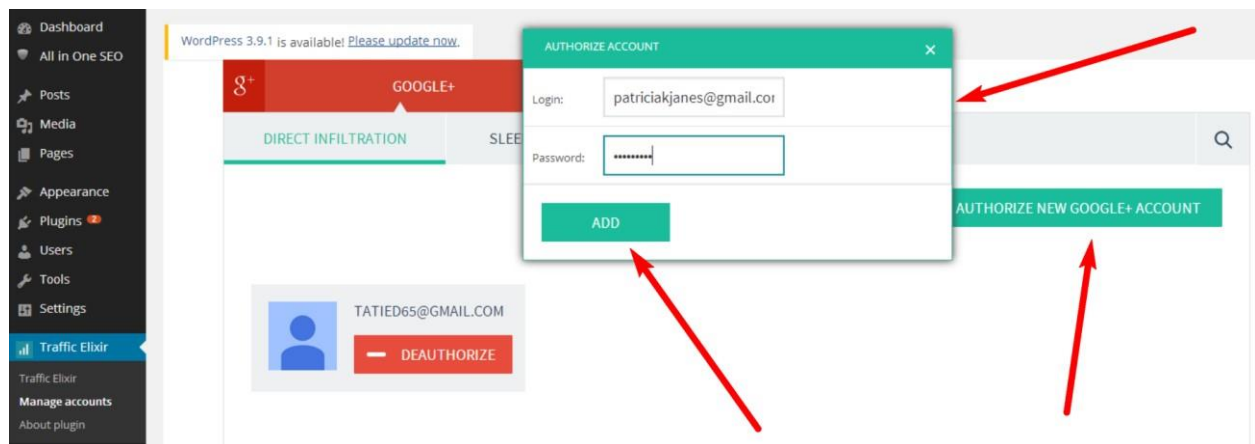 Dashboard
All in One SEO
Posts
Media
Pages
Appearance
Plugins 2
Users
Tools
Settings
Traffic Elixir
Traffic Elixir
Manage accounts
About plugin
WordPress 3.9.1 is available! Please update now.
g+ GOOGLE+
DIRECT INFILTRATION
SLEE
AUTHORIZE ACCOUNT ×
Login: patriciakjanes@gmail.cor
Password: •••••••••
ADD
AUTHORIZE NEW GOOGLE+ ACCOUNT
TATIED65@GMAIL.COM
DEAUTHORIZE